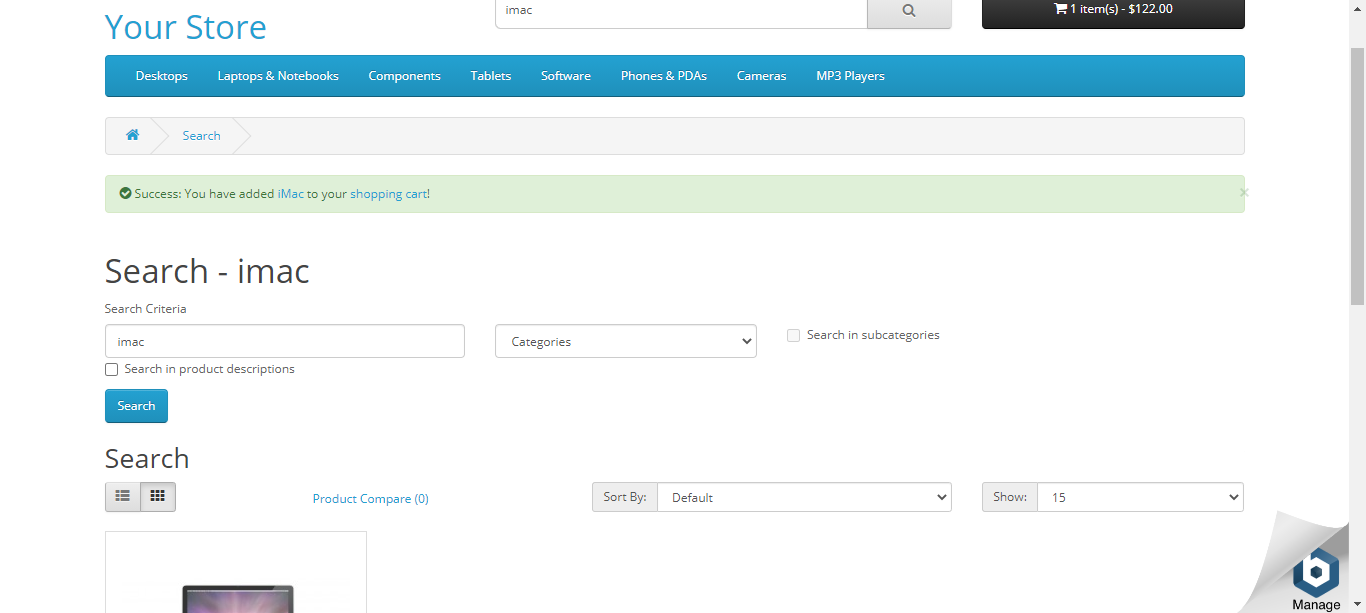 Your Store
imac
1 item(s) - $122.00
Desktops Laptops & Notebooks Components Tablets Software Phones & PDAs Cameras MP3 Players
Search
Success: You have added iMac to your shopping cart!
×
Search - imac
Search Criteria
imac
Categories
Search in subcategories
Search in product descriptions
Search
Search
Product Compare (0)
Sort By: Default
Show: 15
b
Manage